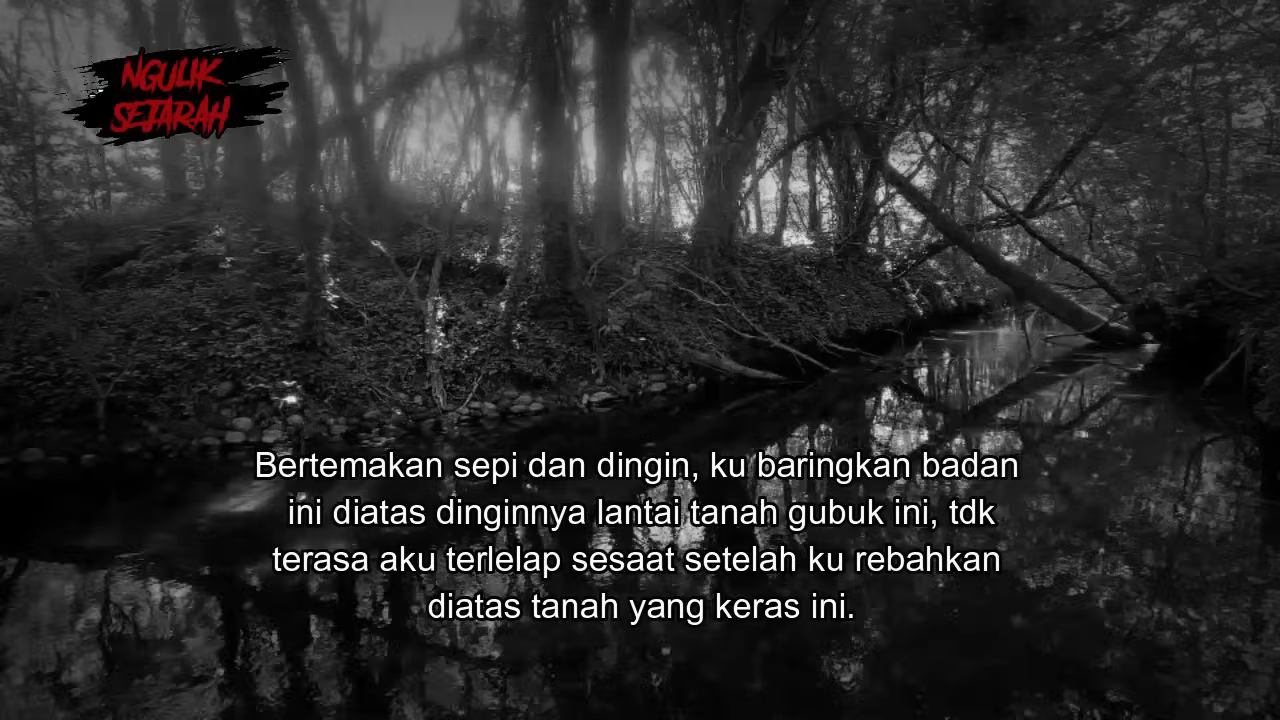 NGULIK
SEJARAH
Bertemakan sepi dan dingin, ku baringkan badan
ini diatas dinginnya lantai tanah gubuk ini, tdk
terasa aku terlelap sesaat setelah ku rebahkan
diatas tanah yang keras ini.